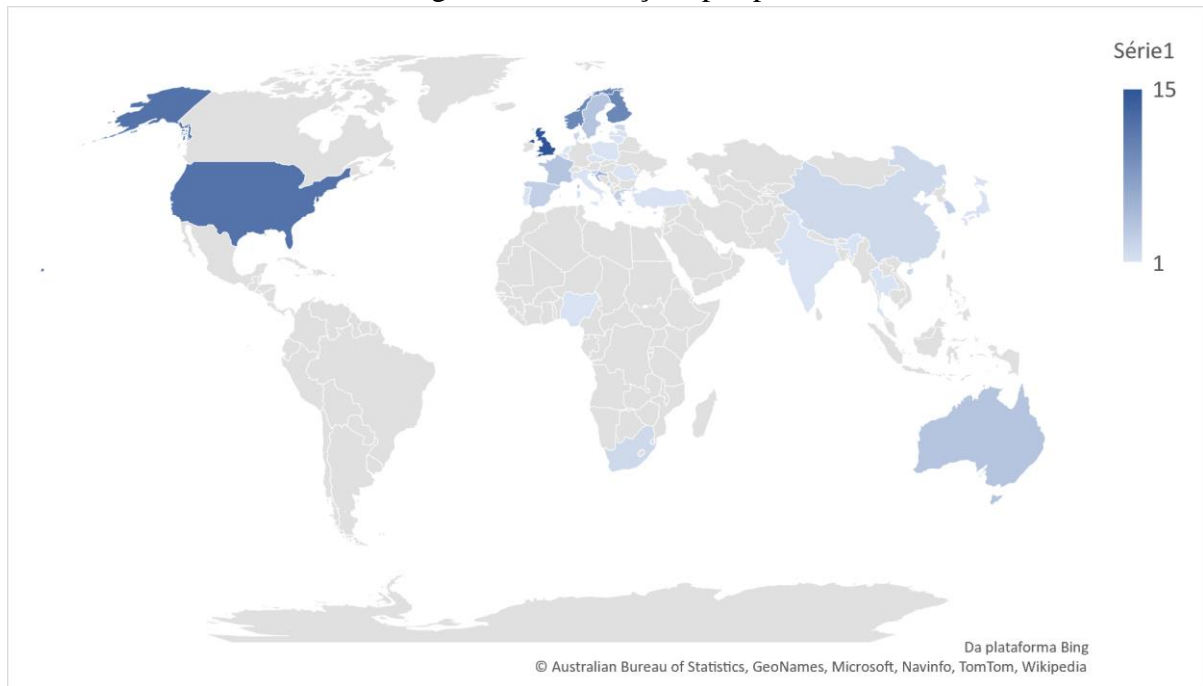 Série1
15
1
Da plataforma Bing
© Australian Bureau of Statistics, GeoNames, Microsoft, Navinfo, TomTom, Wikipedia